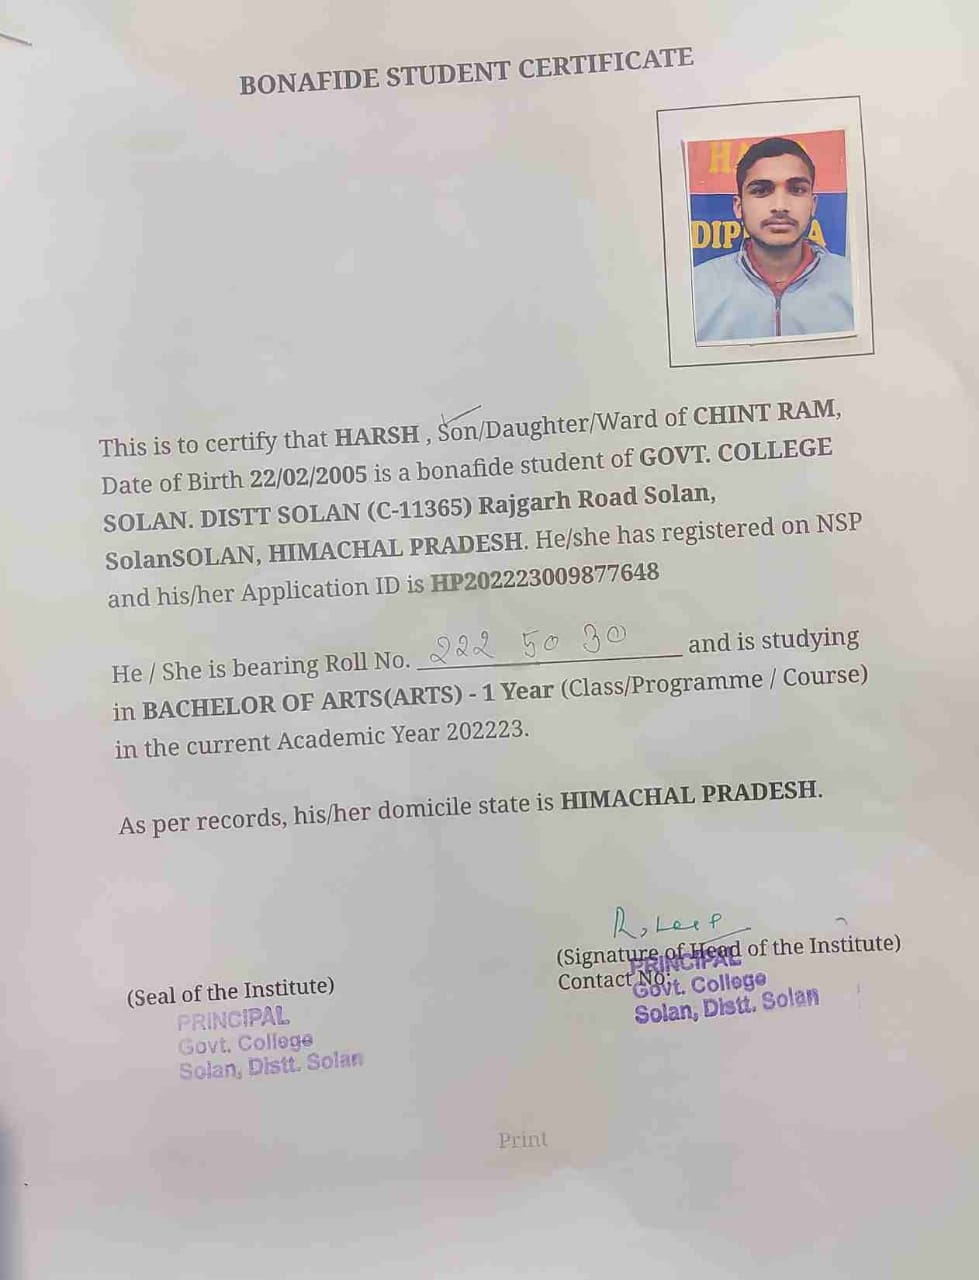 BONAFIDE STUDENT CERTIFICATE
This is to certify that HARSH , Son/Daughter/Ward of CHINT RAM,
Date of Birth 22/02/2005 is a bonafide student of GOVT. COLLEGE
SOLAN. DISTT SOLAN (C-11365) Rajgarh Road Solan,
SolanSOLAN, HIMACHAL PRADESH. He/she has registered on NSP
and his/her Application ID is HP202223009877648
He / She is bearing Roll No. 222 50 30 and is studying
in BACHELOR OF ARTS(ARTS) - 1 Year (Class/Programme / Course)
in the current Academic Year 202223.
As per records, his/her domicile state is HIMACHAL PRADESH.
(Seal of the Institute)
PRINCIPAL
Govt. College
Solan, Distt. Solan
(Signature of Head of the Institute)
Contact No:
PRINCIPAL
Govt. College
Solan, Distt. Solan
Print